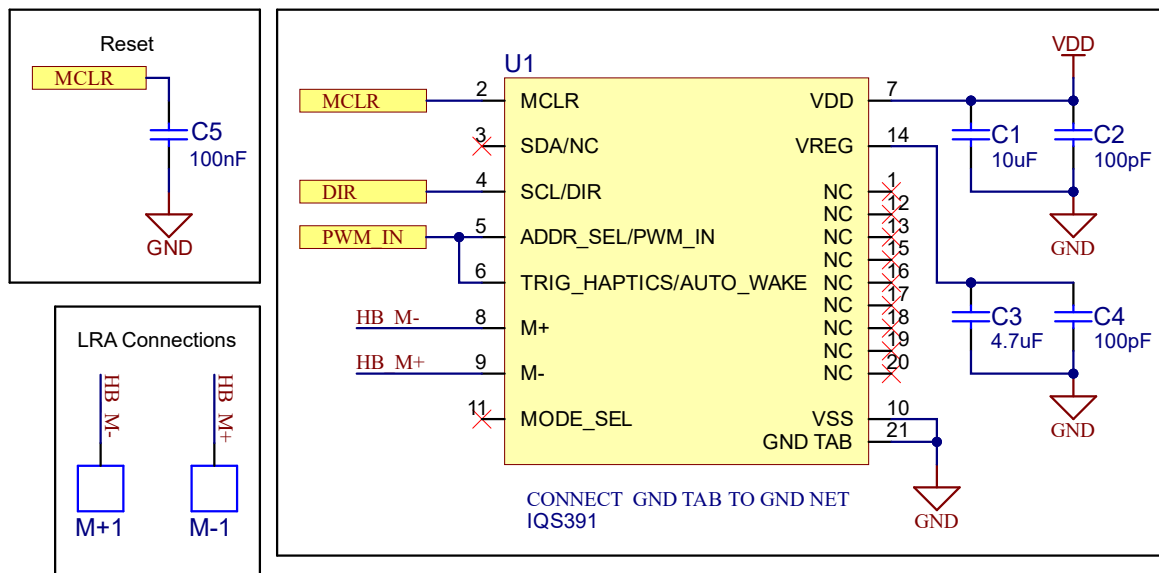 Reset
MCLR
C5
100nF
GND
LRA Connections
HB_M-
HB_M+
M+1
M-1
U1
MCLR 2 MCLR
3 SDA/NC
DIR 4 SCL/DIR
PWM_IN 5 ADDR_SEL/PWM_IN
6 TRIG_HAPTICS/AUTO_WAKE
HB_M- 8 M+
HB_M+ 9 M-
11 MODE_SEL
VDD 7
VREG 14
NC 1
NC 12
NC 13
NC 15
NC 16
NC 17
NC 18
NC 19
NC 20
VSS 10
GND TAB 21
GND
CONNECT GND TAB TO GND NET
IQS391
VDD
C1
10uF
C2
100pF
GND
C3
4.7uF
C4
100pF
GND